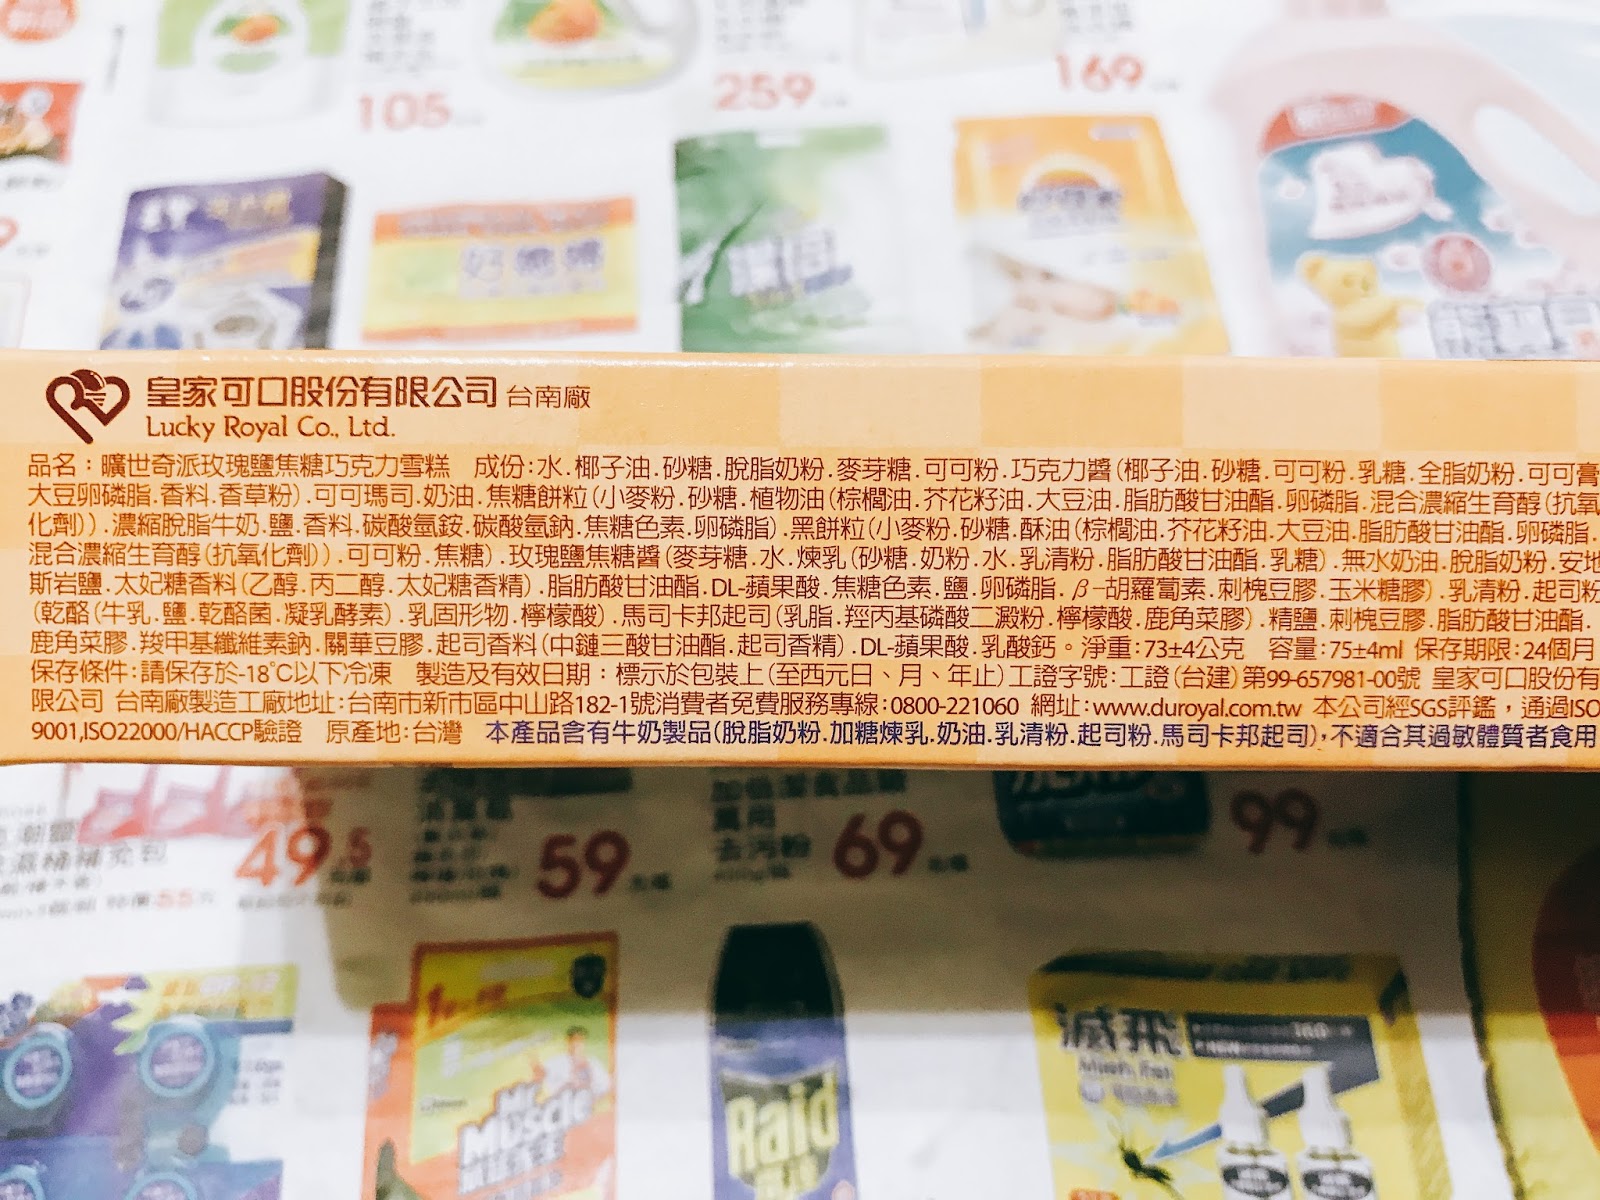 105
259
169
好媳婦
皇家可口股份有限公司 台南廠
Lucky Royal Co., Ltd.
品名：曠世奇派玫瑰鹽焦糖巧克力雪糕 成份:水.椰子油.砂糖.脫脂奶粉.麥芽糖.可可粉.巧克力醬(椰子油.砂糖.可可粉.乳糖.全脂奶粉.可可膏
大豆卵磷脂.香料.香草粉).可可瑪司.奶油.焦糖餅粒(小麥粉.砂糖.植物油(棕櫚油.芥花籽油.大豆油.脂肪酸甘油酯.卵磷脂.混合濃縮生育醇(抗氧
化劑)).濃縮脫脂牛奶.鹽.香料.碳酸氫銨.碳酸氫鈉.焦糖色素.卵磷脂).黑餅粒(小麥粉.砂糖.酥油(棕櫚油.芥花籽油.大豆油.脂肪酸甘油酯.卵磷脂.
混合濃縮生育醇(抗氧化劑)).可可粉.焦糖).玫瑰鹽焦糖醬(麥芽糖.水.煉乳(砂糖.奶粉.水.乳清粉.脂肪酸甘油酯.乳糖).無水奶油.脫脂奶粉.安地
斯岩鹽.太妃糖香料(乙醇.丙二醇.太妃糖香精).脂肪酸甘油酯.DL-蘋果酸.焦糖色素.鹽.卵磷脂.β-胡蘿蔔素.刺槐豆膠.玉米糖膠).乳清粉.起司粉
(乾酪(牛乳.鹽.乾酪菌.凝乳酵素).乳固形物.檸檬酸).馬司卡邦起司(乳脂.羥丙基磷酸二澱粉.檸檬酸.鹿角菜膠).精鹽.刺槐豆膠.脂肪酸甘油酯.
鹿角菜膠.羧甲基纖維素鈉.關華豆膠.起司香料(中鏈三酸甘油酯.起司香精).DL-蘋果酸.乳酸鈣。淨重:73±4公克 容量:75±4ml 保存期限:24個月
保存條件:請保存於-18℃以下冷凍 製造及有效日期：標示於包裝上(至西元日、月、年止)工證字號:工證(台建)第99-657981-00號 皇家可口股份有
限公司 台南廠製造工廠地址:台南市新市區中山路182-1號消費者免費服務專線:0800-221060 網址:www.duroyal.com.tw 本公司經SGS評鑑，通過ISO
9001,ISO22000/HACCP驗證 原產地:台灣 本產品含有牛奶製品(脫脂奶粉.加糖煉乳.奶油.乳清粉.起司粉.馬司卡邦起司),不適合其過敏體質者食用
49.5
59
69
99
特價55元
萬用
去污粉
Mr Muscle
Raid
滅飛